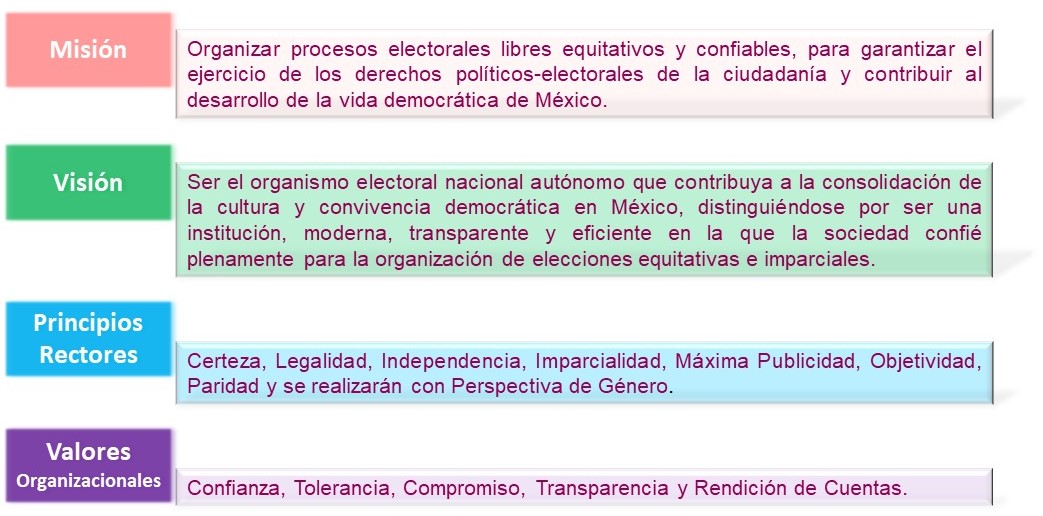 Misión
Organizar procesos electorales libres equitativos y confiables, para garantizar el
ejercicio de los derechos políticos-electorales de la ciudadanía y contribuir al
desarrollo de la vida democrática de México.
Visión
Ser el organismo electoral nacional autónomo que contribuya a la consolidación de
la cultura y convivencia democrática en México, distinguiéndose por ser una
institución, moderna, transparente y eficiente en la que la sociedad confié
plenamente para la organización de elecciones equitativas e imparciales.
Principios
Rectores
Certeza, Legalidad, Independencia, Imparcialidad, Máxima Publicidad, Objetividad,
Paridad y se realizarán con Perspectiva de Género.
Valores
Organizacionales
Confianza, Tolerancia, Compromiso, Transparencia y Rendición de Cuentas.